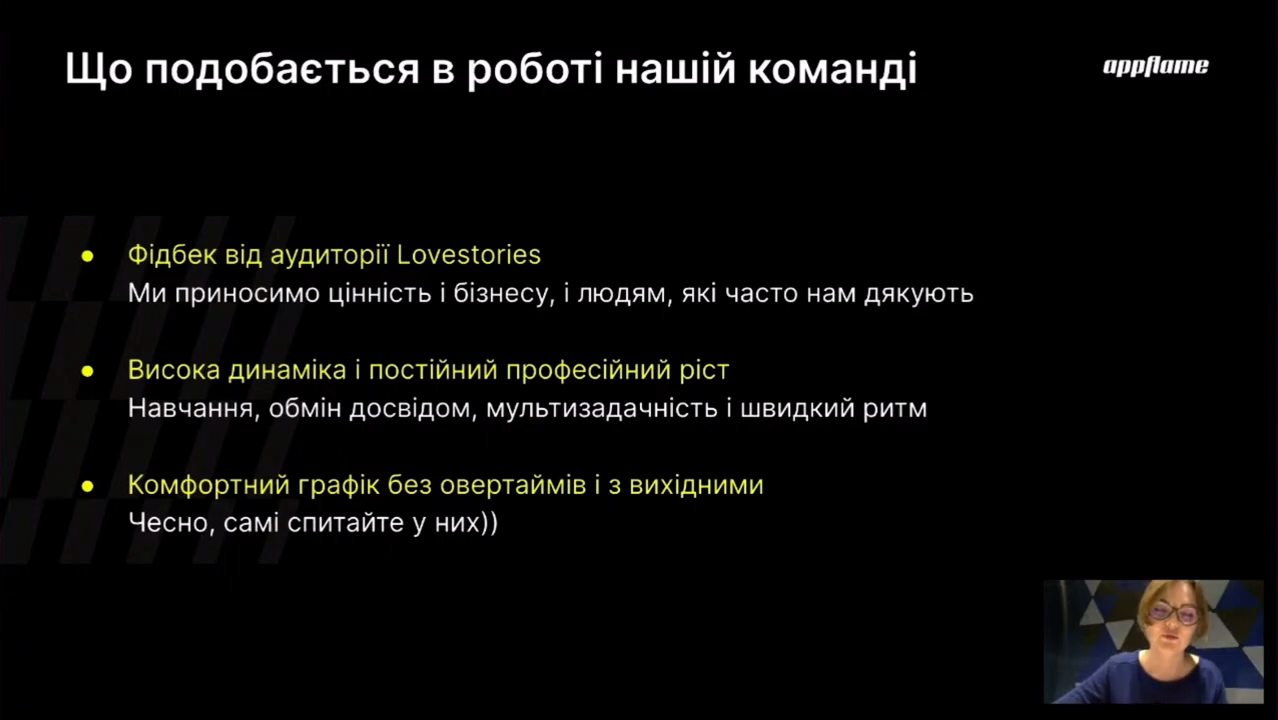 Що подобається в роботі нашій команді
appflame
Фідбек від аудиторії Lovestories
Ми приносимо цінність і бізнесу, і людям, які часто нам дякують
Висока динаміка і постійний професійний ріст
Навчання, обмін досвідом, мультизадачність і швидкий ритм
Комфортний графік без овертаймів і з вихідними
Чесно, самі спитайте у них))